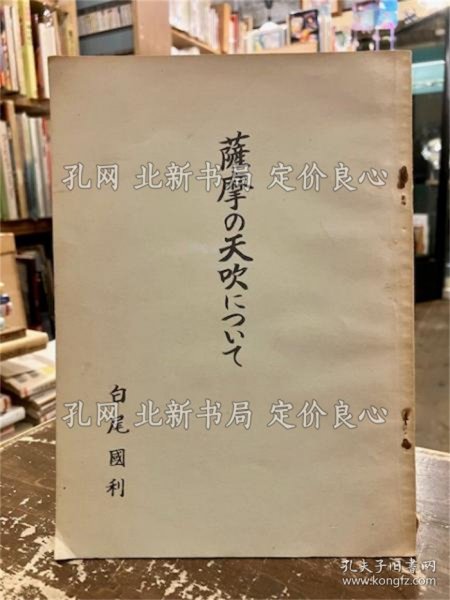 薩摩の天吹について
白尾國利
孔网 北新书局 定价良心
孔网 北新书局 定价良心
孔夫子旧书网
www.kongfz.com